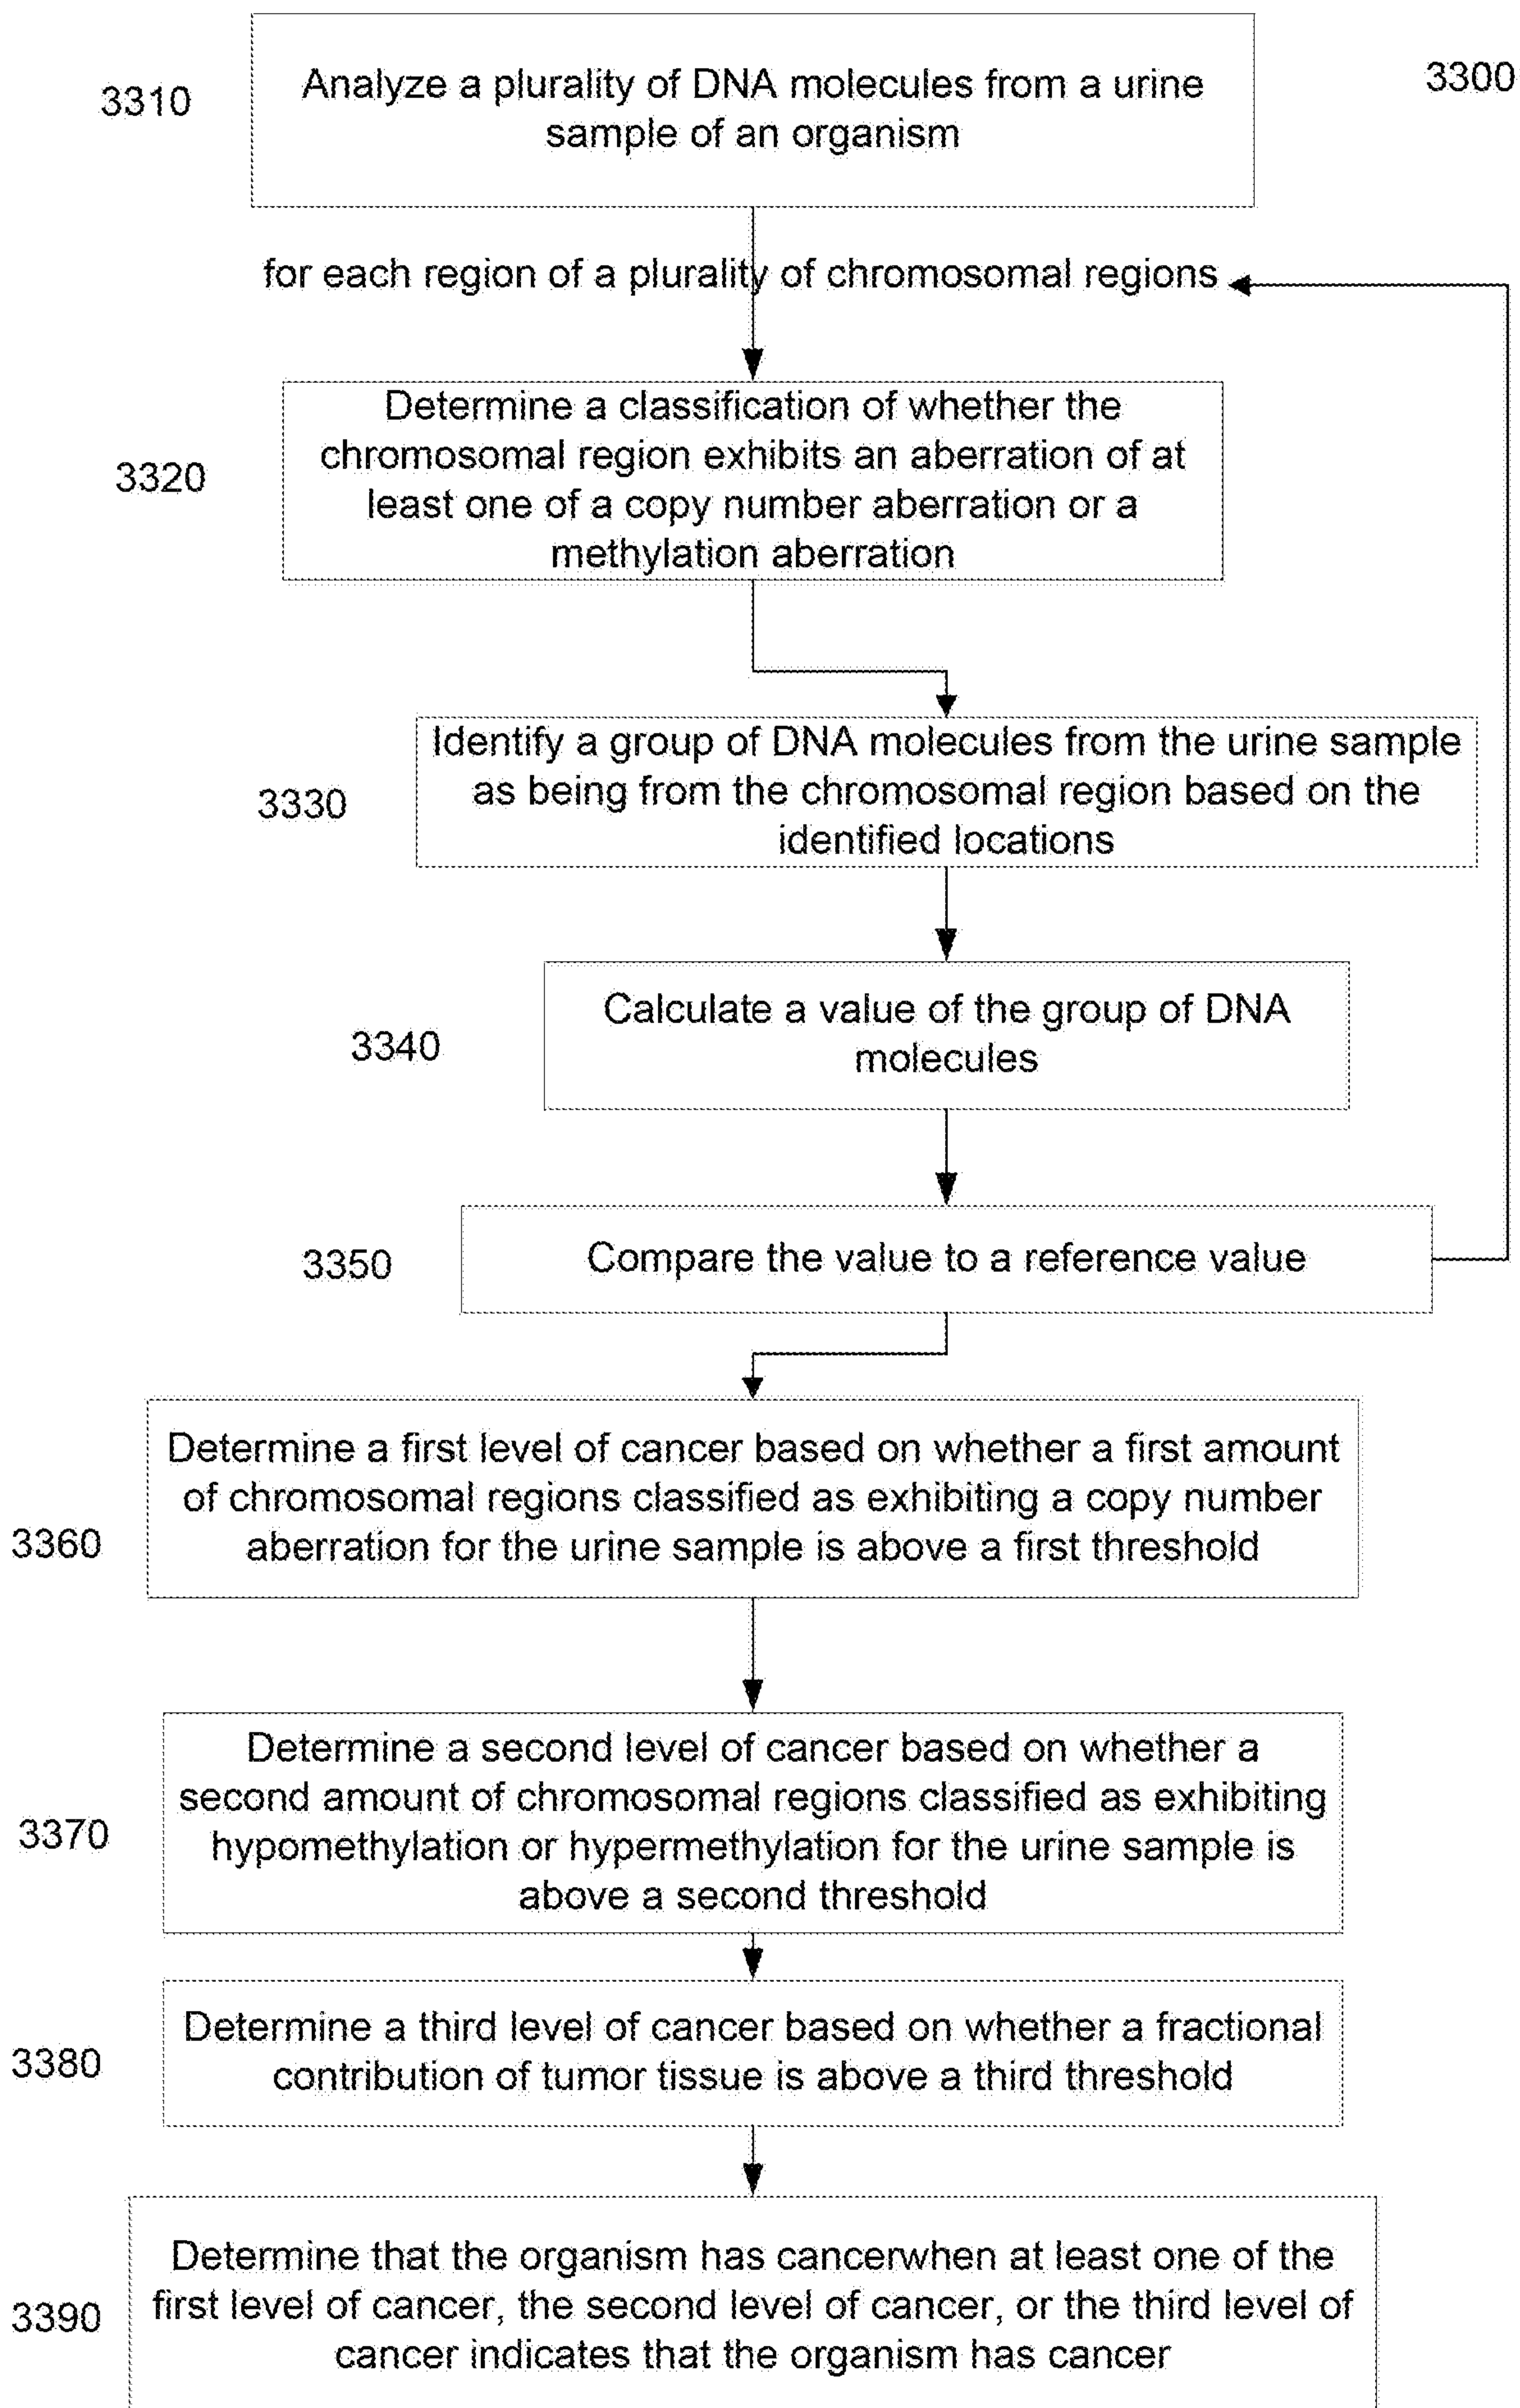 3300
3310
Analyze a plurality of DNA molecules from a urine
sample of an organism
for each region of a plurality of chromosomal regions
3320
Determine a classification of whether the
chromosomal region exhibits an aberration of at
least one of a copy number aberration or a
methylation aberration
3330
Identify a group of DNA molecules from the urine sample
as being from the chromosomal region based on the
identified locations
3340
Calculate a value of the group of DNA
molecules
3350
Compare the value to a reference value
3360
Determine a first level of cancer based on whether a first amount
of chromosomal regions classified as exhibiting a copy number
aberration for the urine sample is above a first threshold
3370
Determine a second level of cancer based on whether a
second amount of chromosomal regions classified as exhibiting
hypomethylation or hypermethylation for the urine sample is
above a second threshold
3380
Determine a third level of cancer based on whether a fractional
contribution of tumor tissue is above a third threshold
3390
Determine that the organism has cancerwhen at least one of the
first level of cancer, the second level of cancer, or the third level of
cancer indicates that the organism has cancer